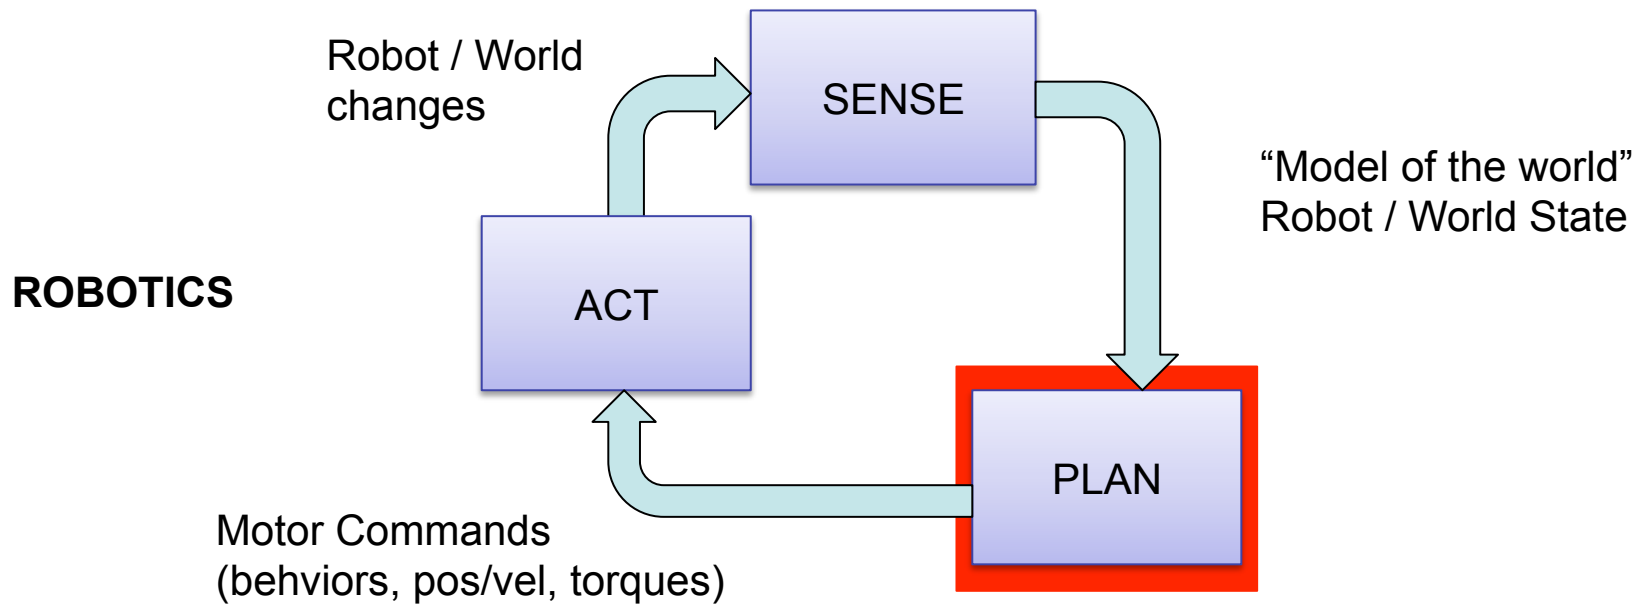 Robot / World
changes
SENSE
“Model of the world”
Robot / World State
ROBOTICS
ACT
PLAN
Motor Commands
(behviors, pos/vel, torques)